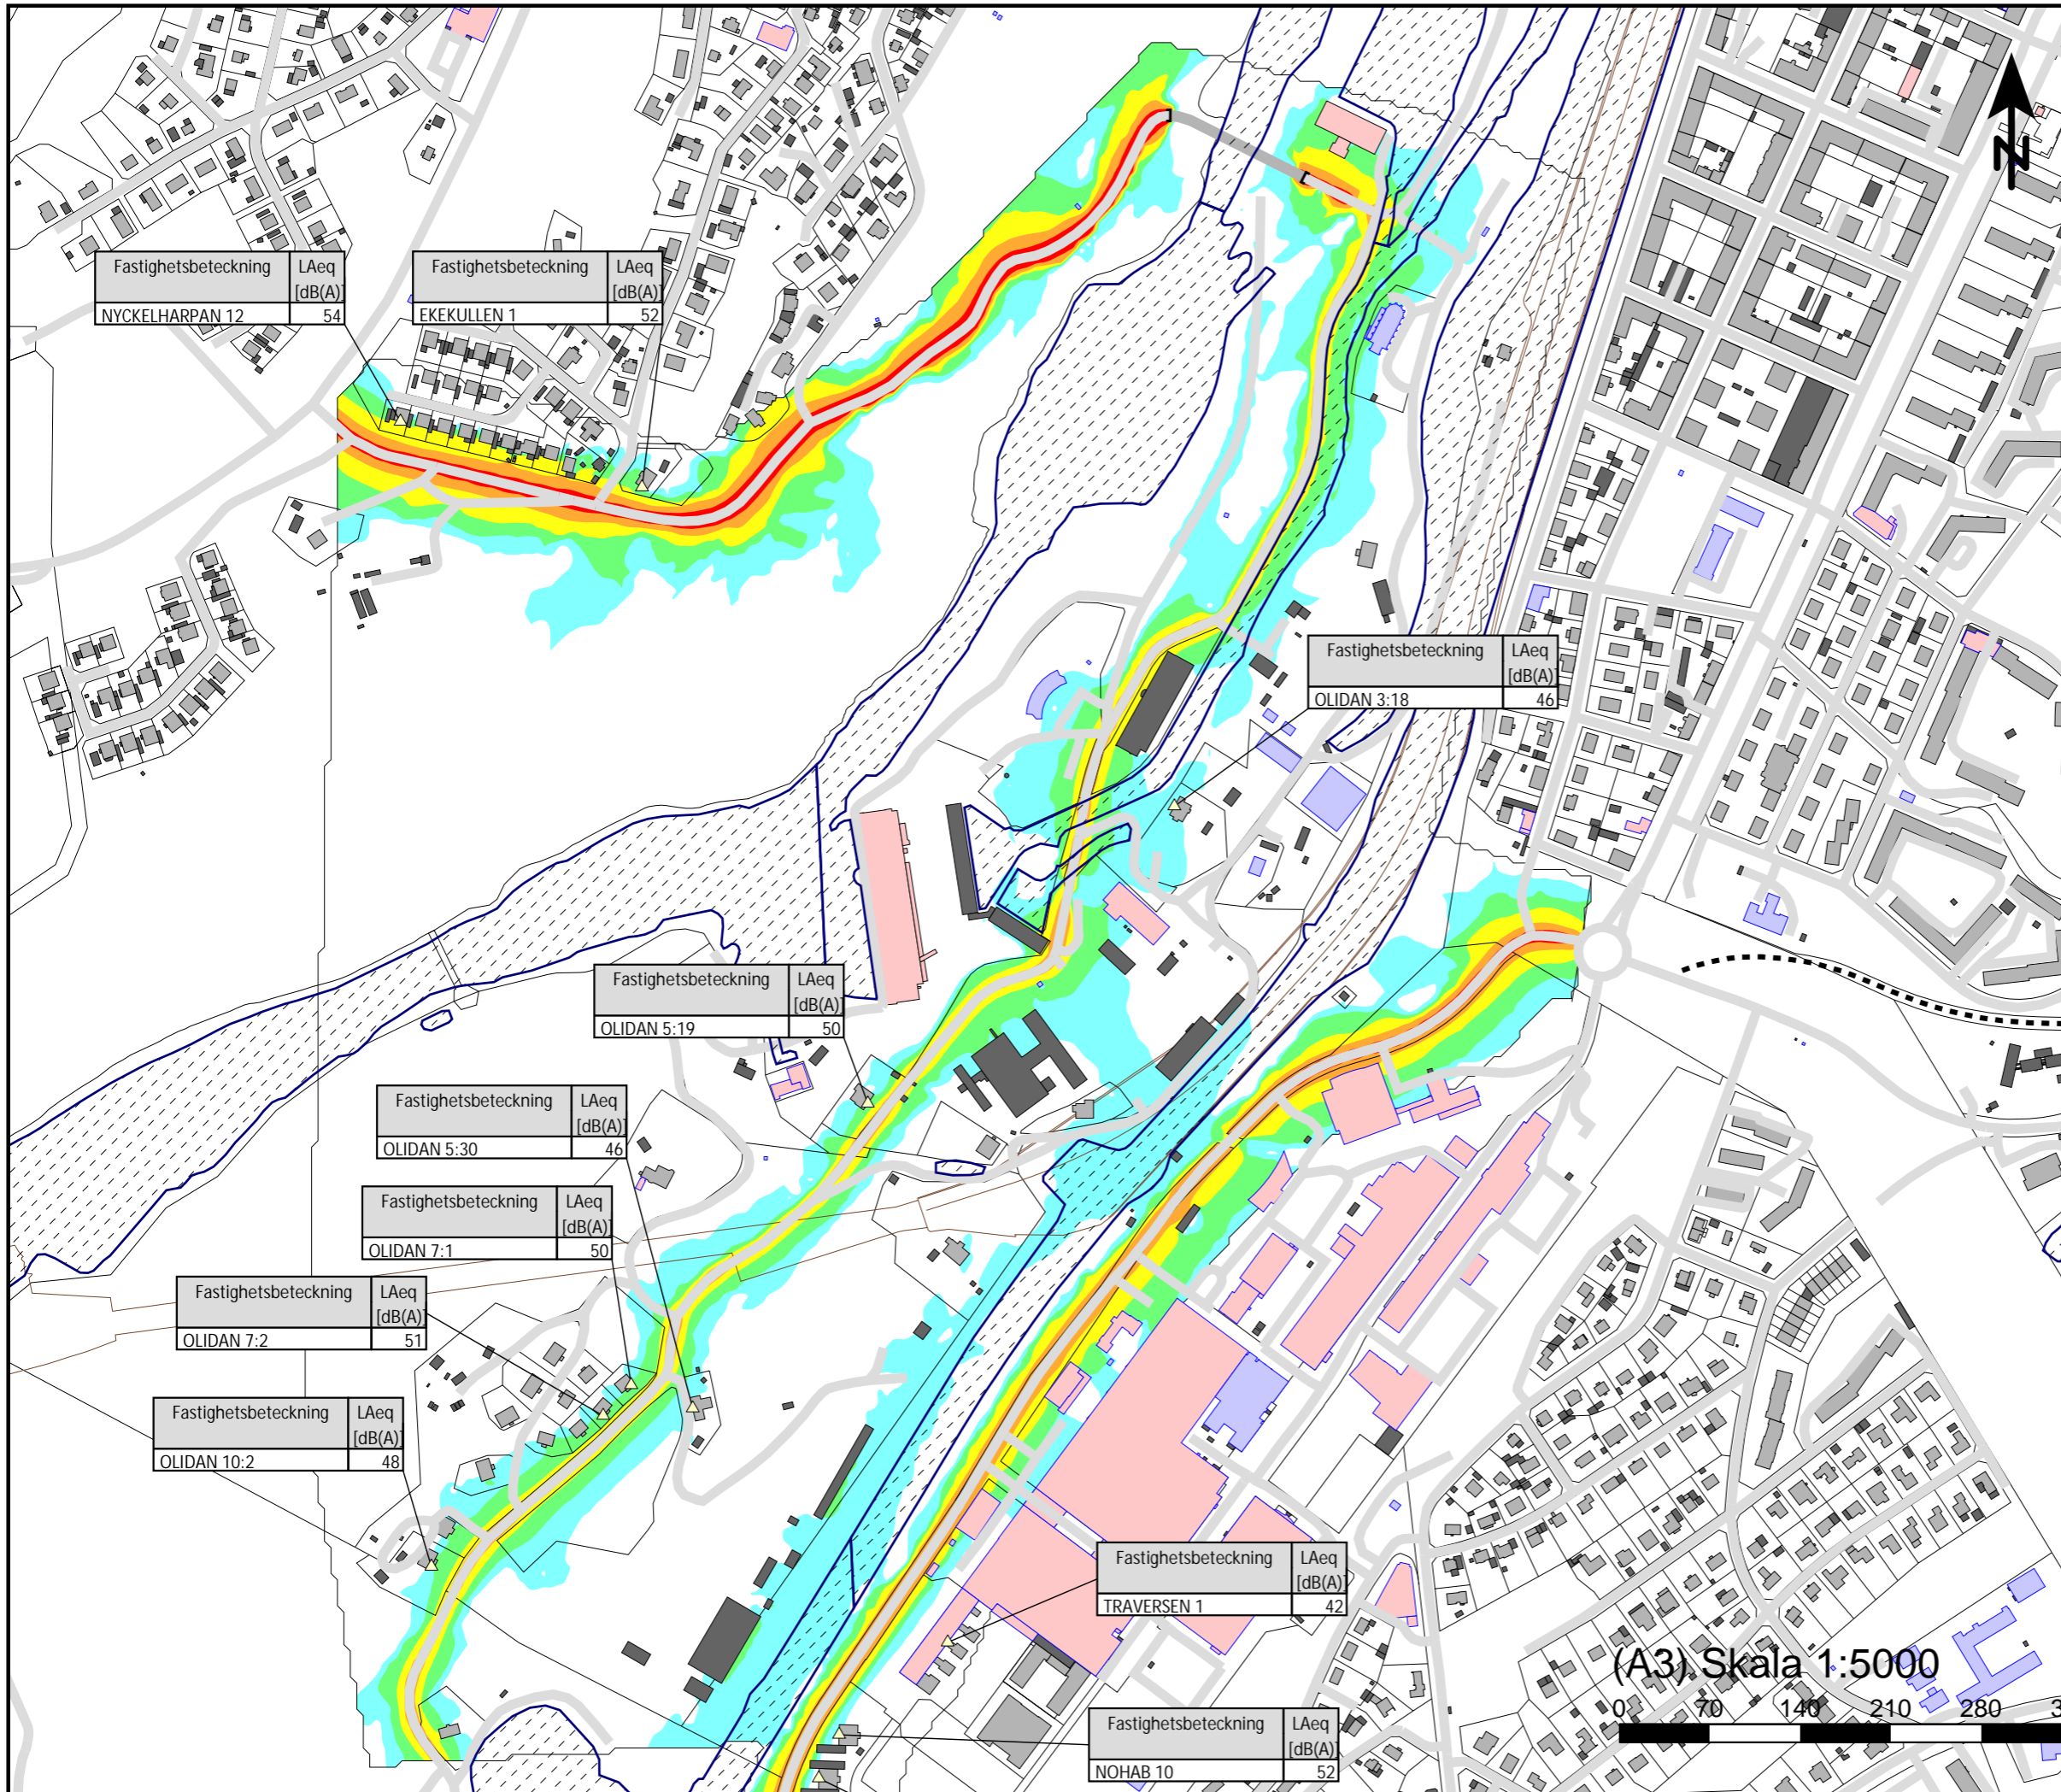 N
Fastighetsbeteckning LAeq
[dB(A)]
NYCKELHARPAN 12 54
Fastighetsbeteckning LAeq
[dB(A)]
EKEKULLEN 1 52
Fastighetsbeteckning LAeq
[dB(A)]
OLIDAN 3:18 46
Fastighetsbeteckning LAeq
[dB(A)]
OLIDAN 5:19 50
Fastighetsbeteckning LAeq
[dB(A)]
OLIDAN 5:30 46
Fastighetsbeteckning LAeq
[dB(A)]
OLIDAN 7:1 50
Fastighetsbeteckning LAeq
[dB(A)]
OLIDAN 7:2 51
Fastighetsbeteckning LAeq
[dB(A)]
OLIDAN 10:2 48
Fastighetsbeteckning LAeq
[dB(A)]
TRAVERSEN 1 42
Fastighetsbeteckning LAeq
[dB(A)]
NOHAB 10 52
(A3) Skala 1:5000
0 70 140 210 280